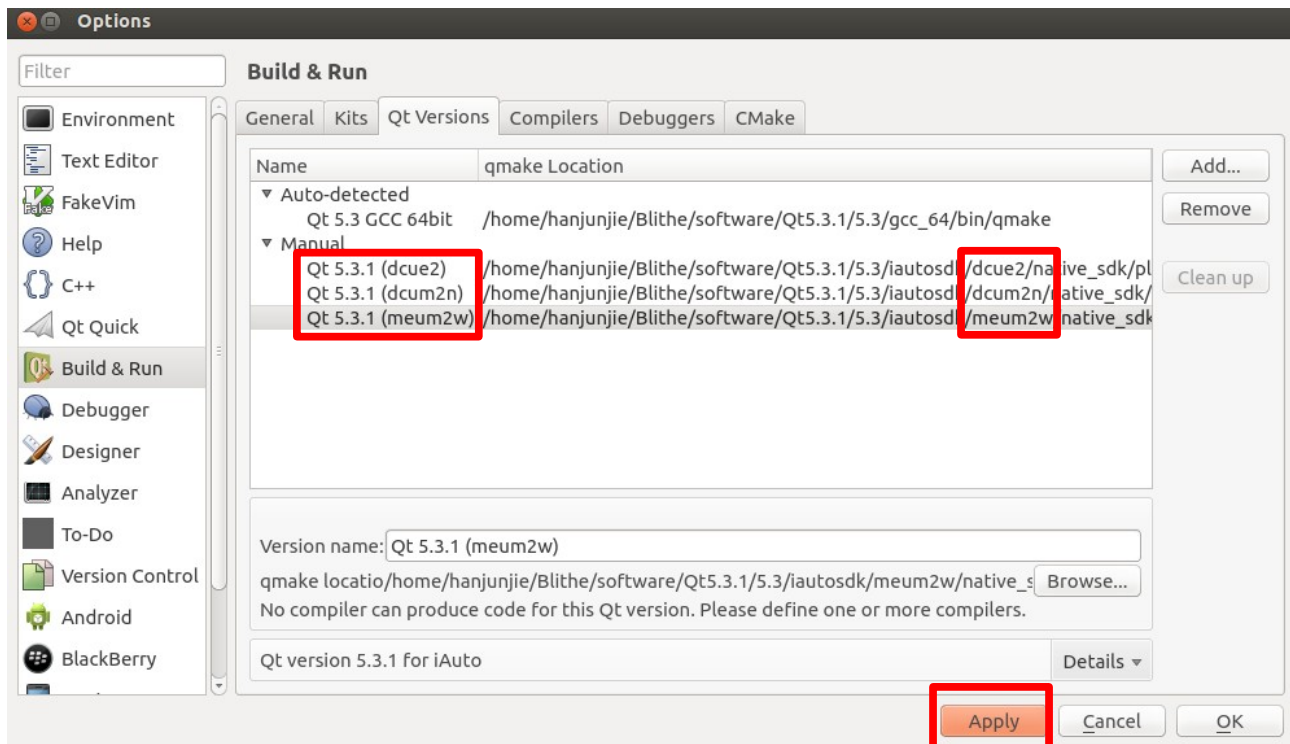 Options
Filter
Build & Run
Environment
Text Editor
FakeVim
Help
C++
Qt Quick
Build & Run
Debugger
Designer
Analyzer
To-Do
Version Control
Android
BlackBerry
General Kits Qt Versions Compilers Debuggers CMake
Name qmake Location
Auto-detected
Qt 5.3 GCC 64bit /home/hanjunjie/Blithe/software/Qt5.3.1/5.3/gcc_64/bin/qmake
Manual
Qt 5.3.1 (dcue2) /home/hanjunjie/Blithe/software/Qt5.3.1/5.3/iautosdk/dcue2/native_sdk/pl
Qt 5.3.1 (dcum2n) /home/hanjunjie/Blithe/software/Qt5.3.1/5.3/iautosdk/dcum2n/native_sdk/
Qt 5.3.1 (meum2w) /home/hanjunjie/Blithe/software/Qt5.3.1/5.3/iautosdk/meum2w/native_sdk
Add...
Remove
Clean up
Version name: Qt 5.3.1 (meum2w)
qmake locatio/home/hanjunjie/Blithe/software/Qt5.3.1/5.3/iautosdk/meum2w/native_s Browse...
No compiler can produce code for this Qt version. Please define one or more compilers.
Qt version 5.3.1 for iAuto Details
Apply Cancel OK